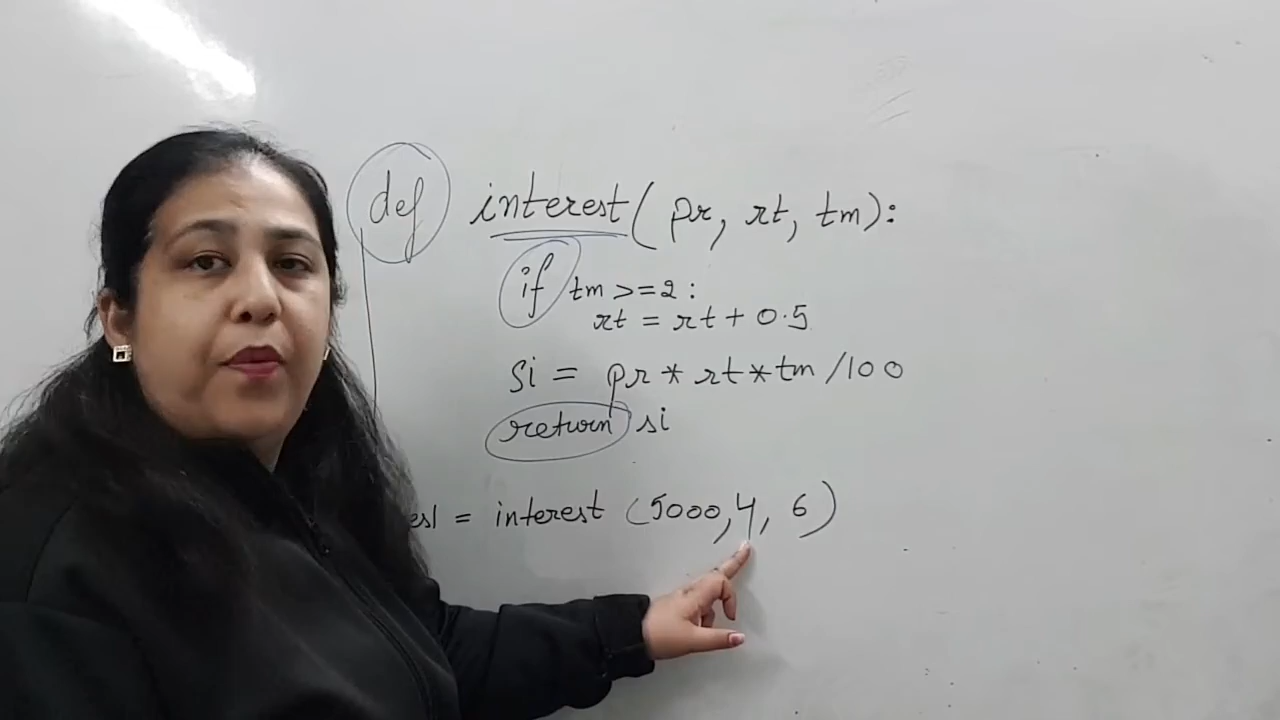 def interest(pr, rt, tm):
if tm >=2:
rt = rt + 0.5
si = pr * rt * tm /100
return si
= interest (5000, 4, 6)